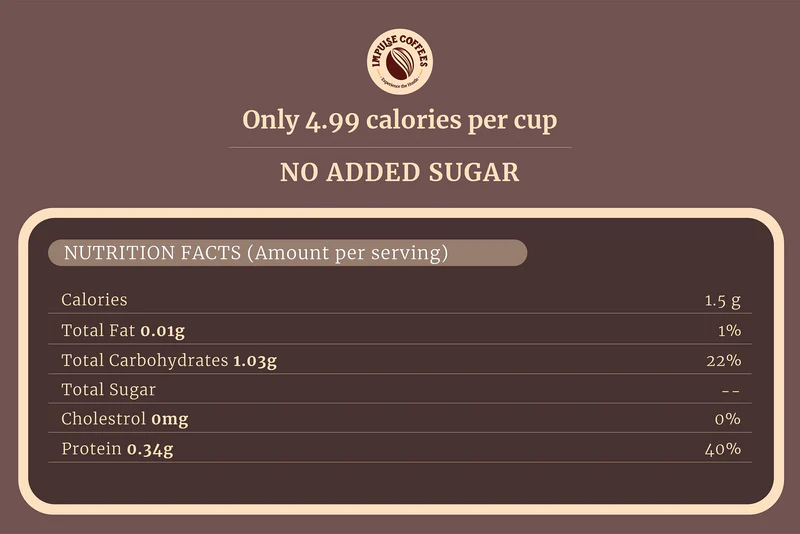 IMPULSE COFFEES
Experience the Hustle
Only 4.99 calories per cup
NO ADDED SUGAR
NUTRITION FACTS (Amount per serving)
Calories 1.5 g
Total Fat 0.01g 1%
Total Carbohydrates 1.03g 22%
Total Sugar --
Cholestrol 0mg 0%
Protein 0.34g 40%